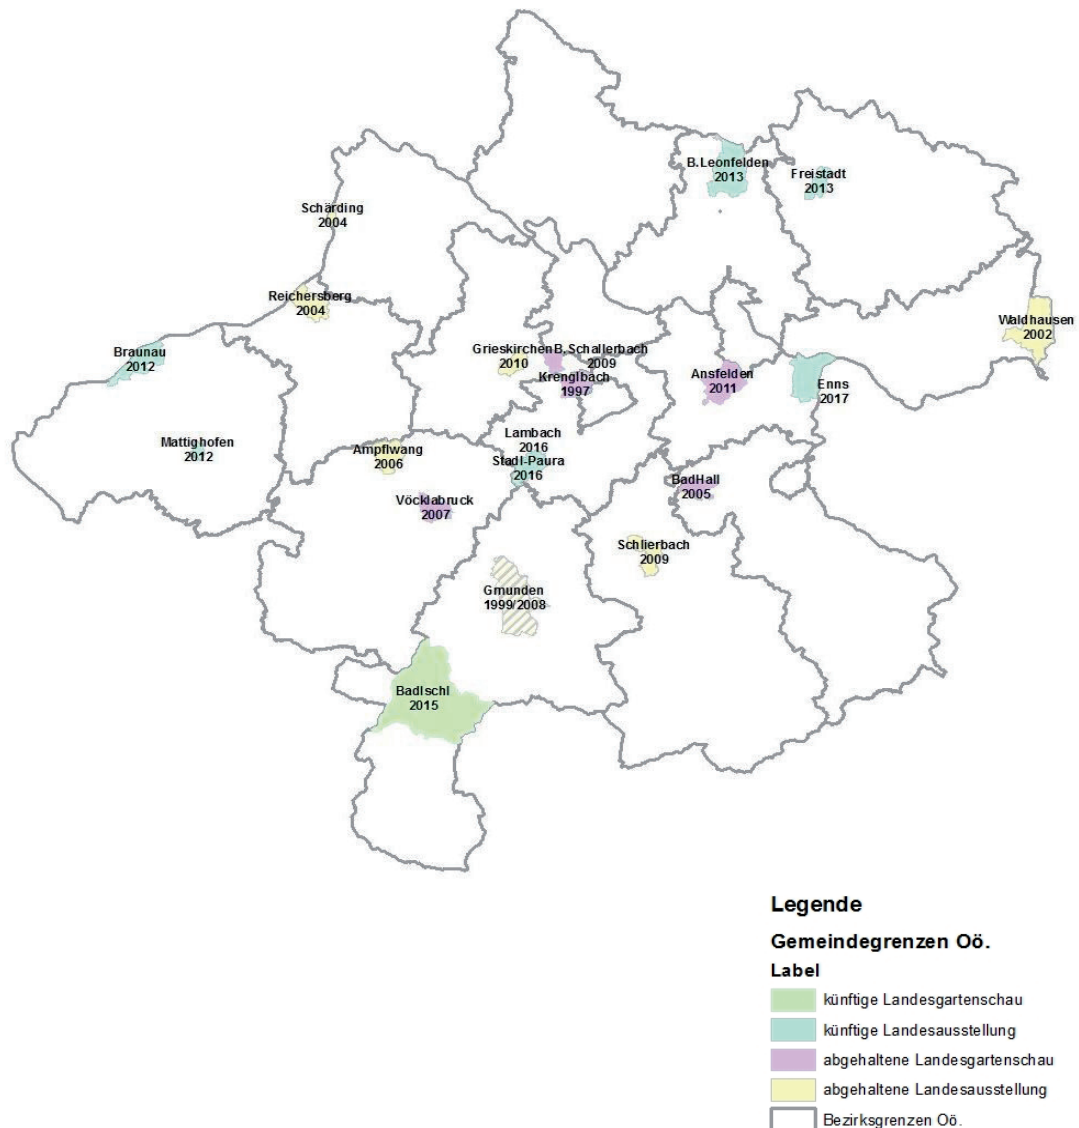 B.Leonfelden
2013
Freistadt
2013
Schärding
2004
Reichersberg
2004
Waldhausen
2002
Braunau
2012
Grieskirchen
2010
B.Schallerbach
2009
Krenglbach
1997
Ansfelden
2011
Enns
2017
Mattighofen
2012
Ampflwang
2006
Lambach
2016
Stadl-Paura
2016
Vöcklabruck
2007
BadHall
2005
Schlierbach
2009
Gmunden
1999/2008
BadIschl
2015
Legende
Gemeindegrenzen Oö.
Label
künftige Landesgartenschau
künftige Landesausstellung
abgehaltene Landesgartenschau
abgehaltene Landesausstellung
Bezirksgrenzen Oö.